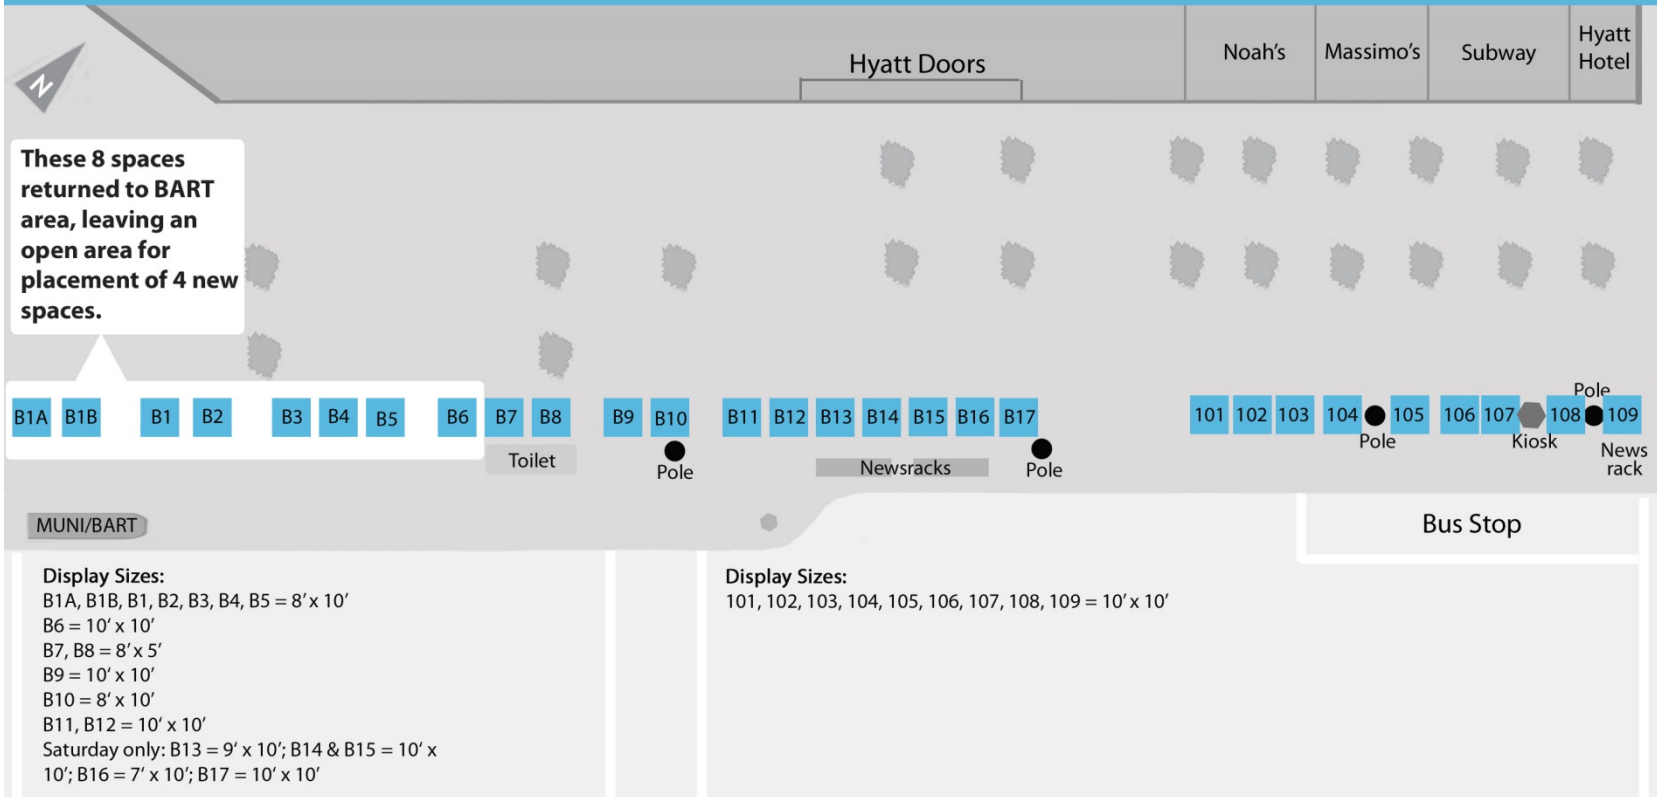 N
Hyatt Doors
Noah's
Massimo's
Subway
Hyatt
Hotel
These 8 spaces
returned to BART
area, leaving an
open area for
placement of 4 new
spaces.
B1A B1B B1 B2 B3 B4 B5 B6 B7 B8 B9 B10 B11 B12 B13 B14 B15 B16 B17 101 102 103 104 105 106 107 108 109
Pole
Toilet
Pole
Newsracks
Pole
Pole
Kiosk
News
rack
MUNI/BART
Bus Stop
Display Sizes:
B1A, B1B, B1, B2, B3, B4, B5 = 8' x 10'
B6 = 10' x 10'
B7, B8 = 8' x 5'
B9 = 10' x 10'
B10 = 8' x 10'
B11, B12 = 10' x 10'
Saturday only: B13 = 9' x 10'; B14 & B15 = 10' x
10'; B16 = 7' x 10'; B17 = 10' x 10'
Display Sizes:
101, 102, 103, 104, 105, 106, 107, 108, 109 = 10' x 10'